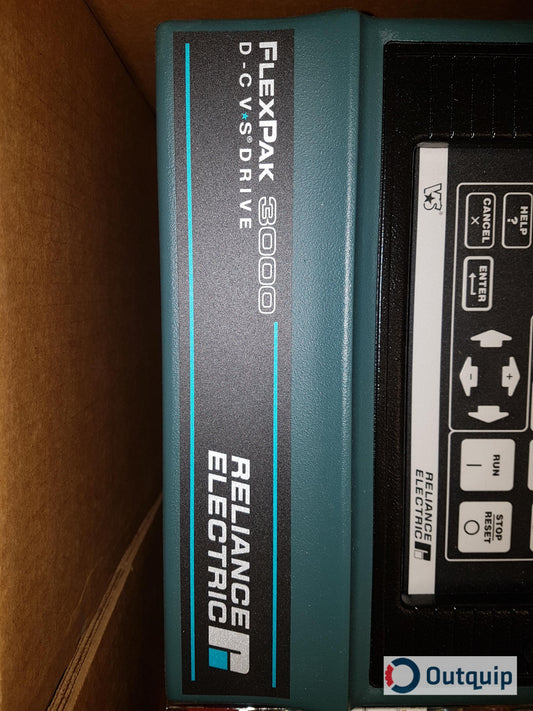 FLEXPAK 3000
D-C V★S® DRIVE
RELIANCE
ELECTRIC
V★S®
HELP
?
CANCEL
X
ENTER
+
-
RUN
I
STOP
RESET
O
RELIANCE
ELECTRIC
Outquip